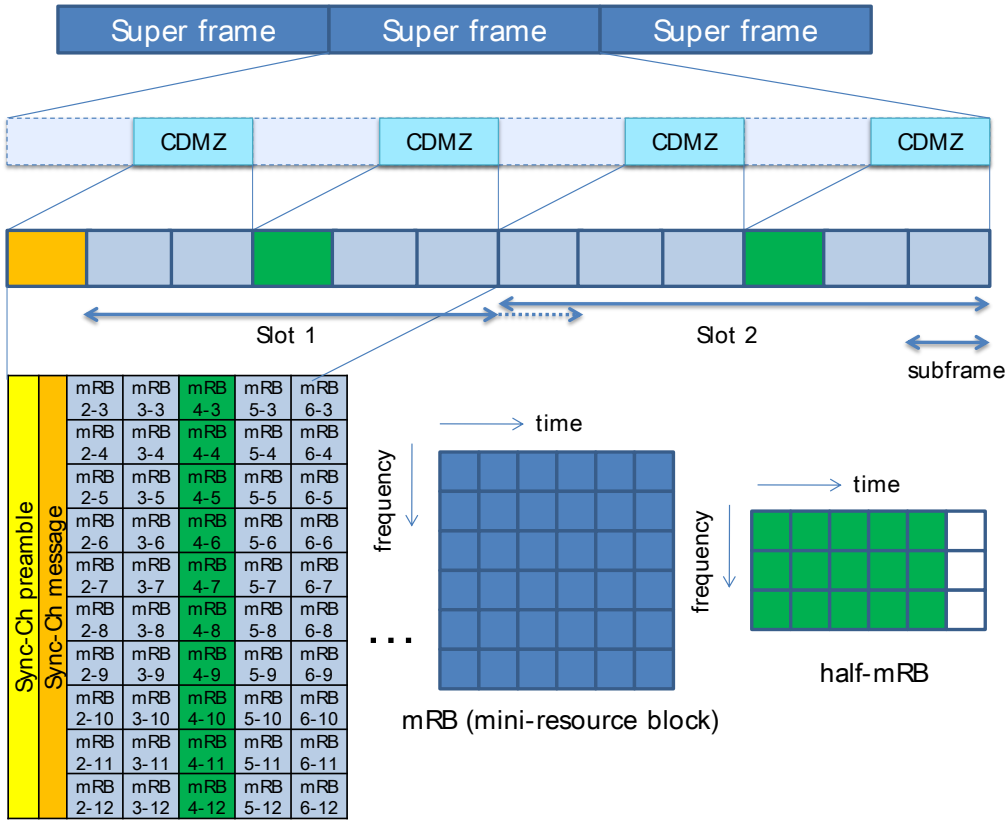 Super frame Super frame Super frame
CDMZ CDMZ CDMZ CDMZ
Slot 1 Slot 2
subframe
Sync-Ch preamble
Sync-Ch message
mRB mRB mRB mRB mRB
2-3 3-3 4-3 5-3 6-3
mRB mRB mRB mRB mRB
2-4 3-4 4-4 5-4 6-4
mRB mRB mRB mRB mRB
2-5 3-5 4-5 5-5 6-5
mRB mRB mRB mRB mRB
2-6 3-6 4-6 5-6 6-6
mRB mRB mRB mRB mRB
2-7 3-7 4-7 5-7 6-7
mRB mRB mRB mRB mRB
2-8 3-8 4-8 5-8 6-8
mRB mRB mRB mRB mRB
2-9 3-9 4-9 5-9 6-9
mRB mRB mRB mRB mRB
2-10 3-10 4-10 5-10 6-10
mRB mRB mRB mRB mRB
2-11 3-11 4-11 5-11 6-11
mRB mRB mRB mRB mRB
2-12 3-12 4-12 5-12 6-12
...
time
frequency
mRB (mini-resource block)
time
frequency
half-mRB